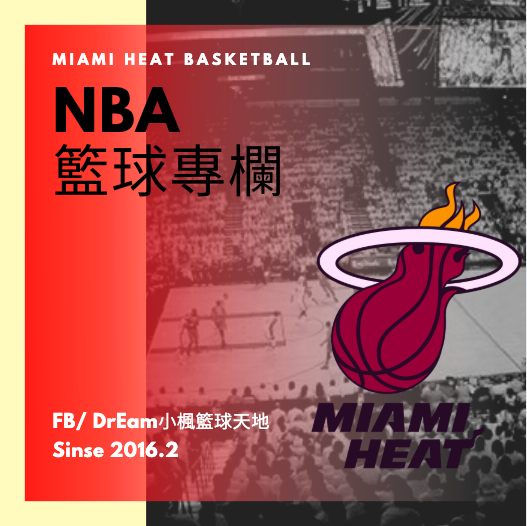 MIAMI HEAT BASKETBALL
NBA
籃球專欄
FB/ DrEam小楓籃球天地
Sinse 2016.2
MIAMI
HEAT